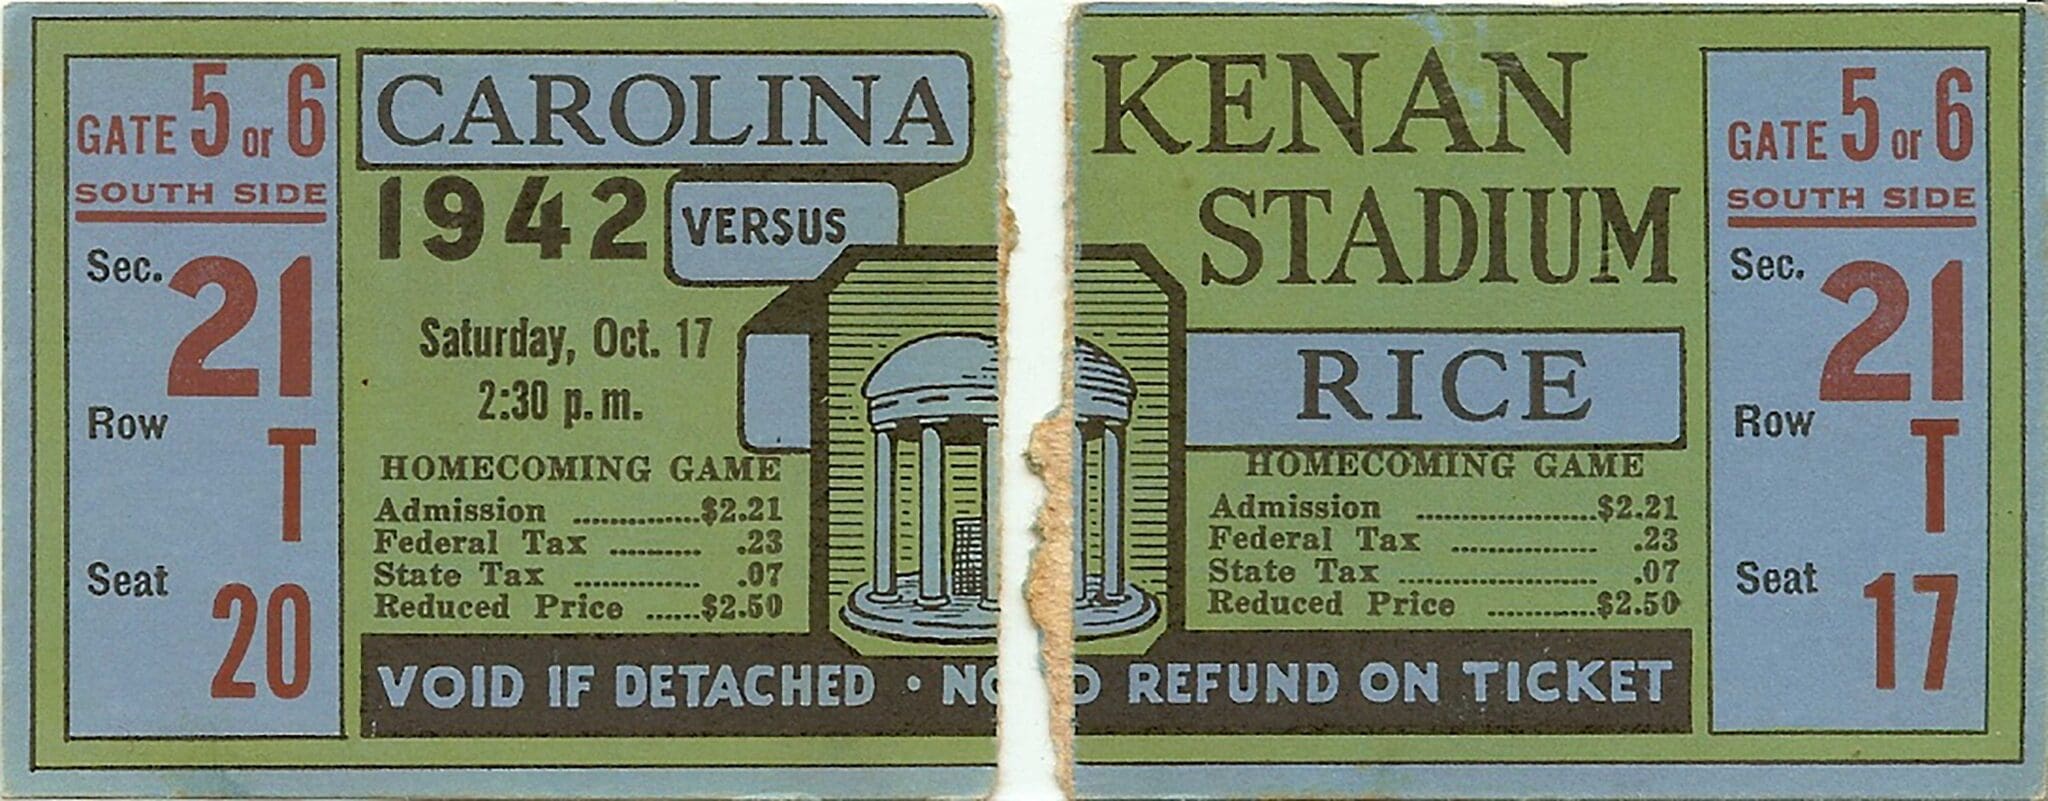 GATE 5 or 6
SOUTH SIDE
Sec. 21
Row T
Seat 20
CAROLINA
1942 VERSUS
Saturday, Oct. 17
2:30 p.m.
HOMECOMING GAME
Admission ..............$2.21
Federal Tax .......... .23
State Tax .............. .07
Reduced Price ......$2.50
VOID IF DETACHED · NO
KENAN
STADIUM
RICE
HOMECOMING GAME
Admission ....................$2.21
Federal Tax ................ .23
State Tax ...................... .07
Reduced Price ............$2.50
O REFUND ON TICKET
GATE 5 or 6
SOUTH SIDE
Sec. 21
Row T
Seat 17